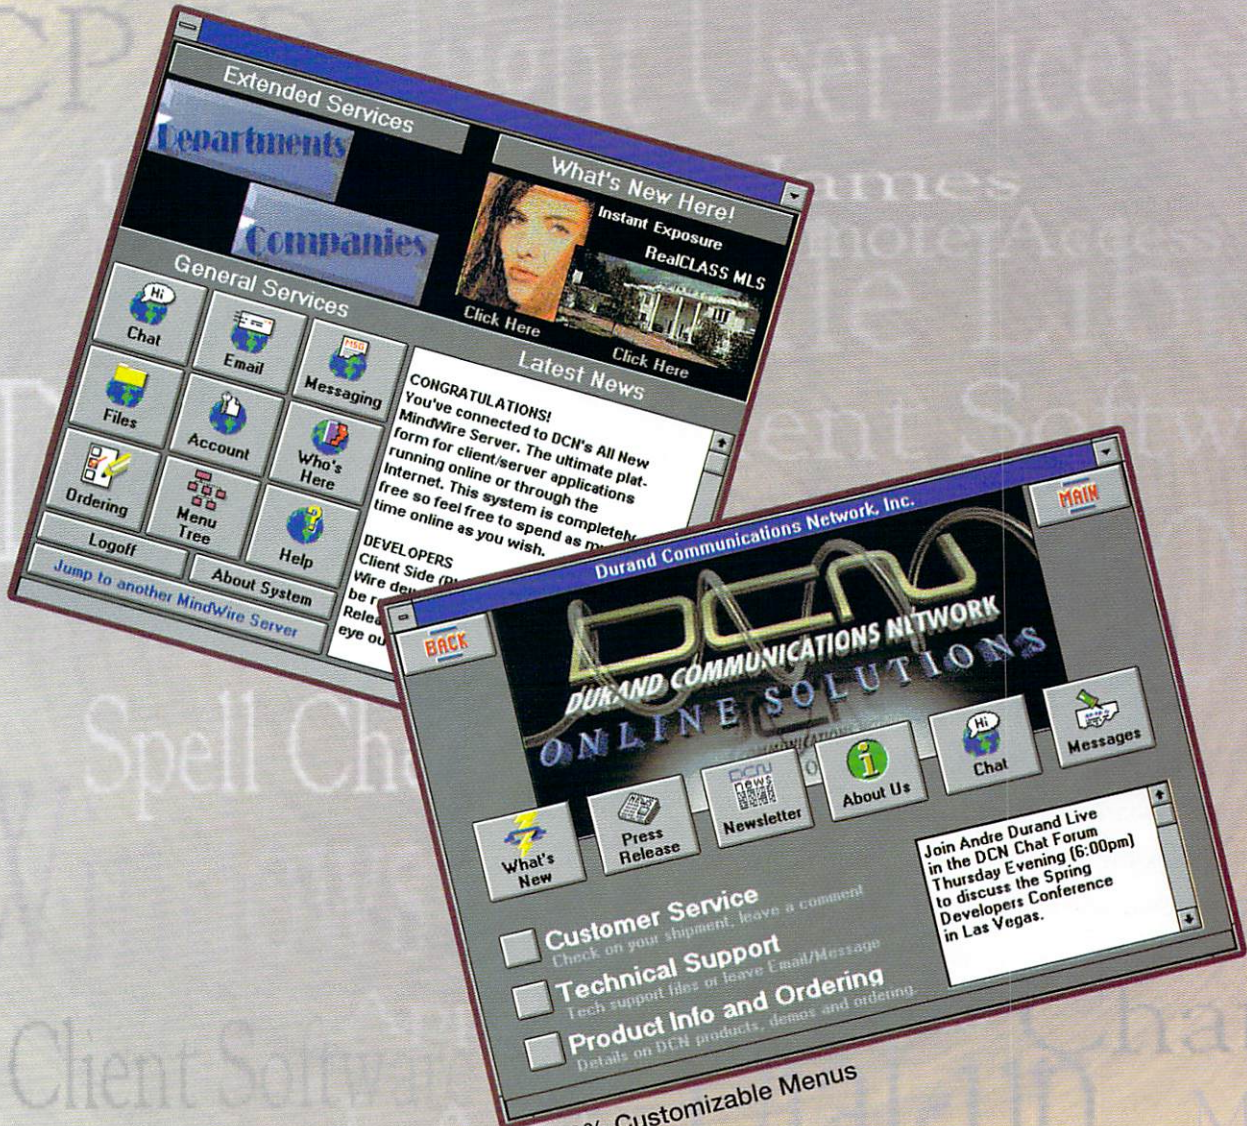 Extended Services
Departments
Companies
What's New Here!
Instant Exposure
RealCLASS MLS
Click Here
Click Here
General Services
Chat
Email
Messaging
Files
Account
Who's
Here
Ordering
Menu
Tree
Help
Logoff
About System
Jump to another MindWire Server
Latest News
CONGRATULATIONS!
You've connected to DCN's All New
MindWire Server. The ultimate plat-
form for client/server applications
running online or through the
Internet. This system is completely
free so feel free to spend as
time online as you wish.
DEVELOPERS
Client Side
Wire
be
eye
Durand Communications Network, Inc.
BACK
MAIN
DCN
DURAND COMMUNICATIONS NETWORK
ONLINE SOLUTIONS
What's
New
Press
Release
DCN
news
Newsletter
About Us
Hi
Chat
Messages
Customer Service
Check on your shipment, leave a comment
Technical Support
Tech support files or leave Email/Message
Product Info and Ordering
Details on DCN products, demos and ordering.
Join Andre Durand Live
in the DCN Chat Forum
Thursday Evening (6:00pm)
to discuss the Spring
Developers Conference
in Las Vegas.
% Customizable Menus
Spell
Client